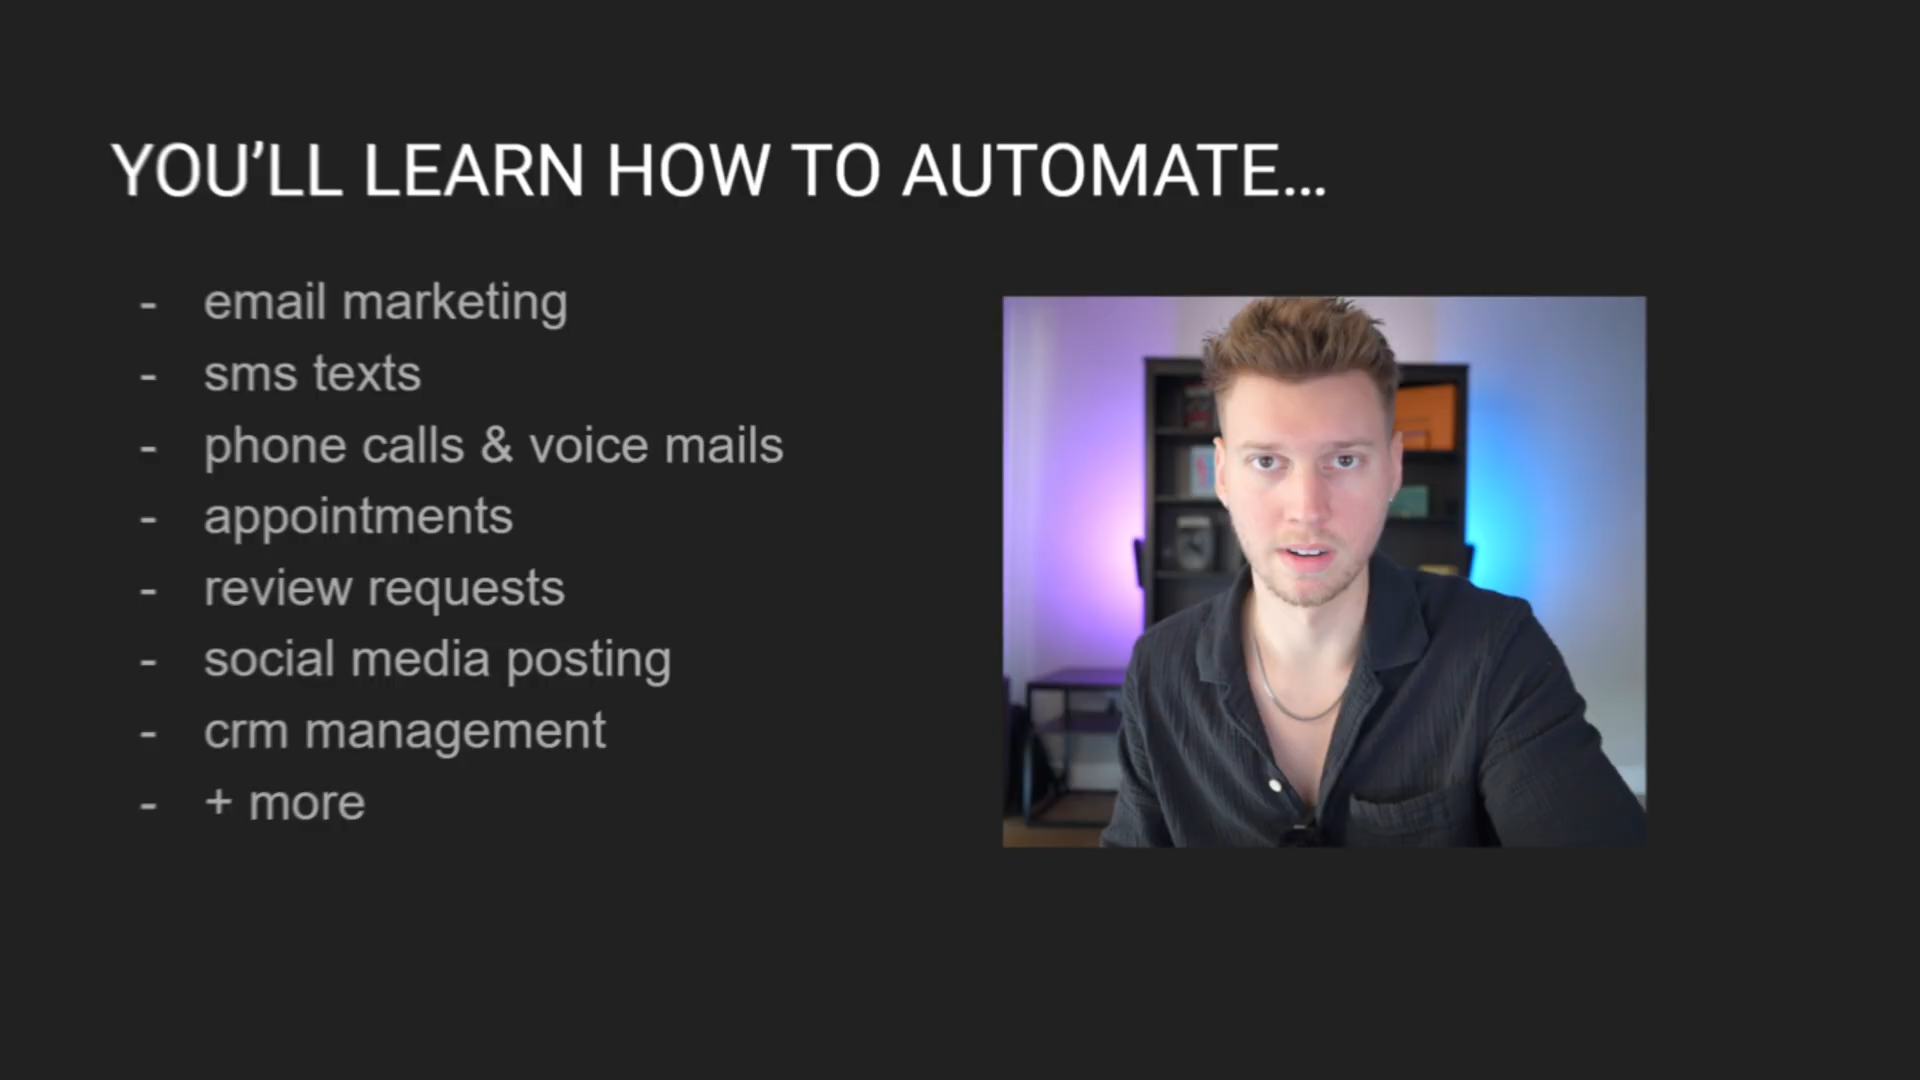 YOU’LL LEARN HOW TO AUTOMATE…
- email marketing
- sms texts
- phone calls & voice mails
- appointments
- review requests
- social media posting
- crm management
- + more